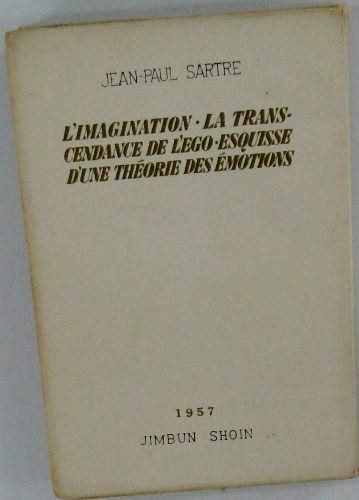 JEAN-PAUL SARTRE
L'IMAGINATION·LA TRANS-
CENDANCE DE L'EGO·ESQUISSE
D'UNE THÉORIE DES ÉMOTIONS
1957
JIMBUN SHOIN